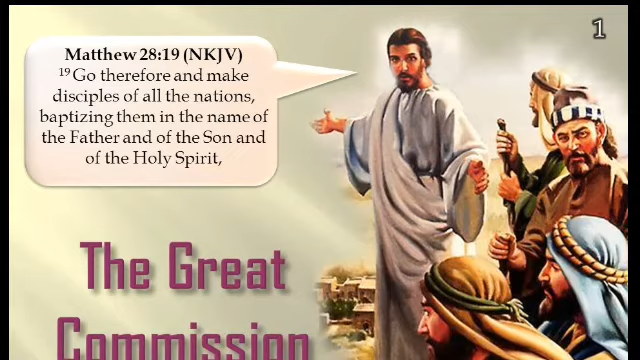 1
Matthew 28:19 (NKJV)
19 Go therefore and make
disciples of all the nations,
baptizing them in the name of
the Father and of the Son and
of the Holy Spirit,
The Great
Commission